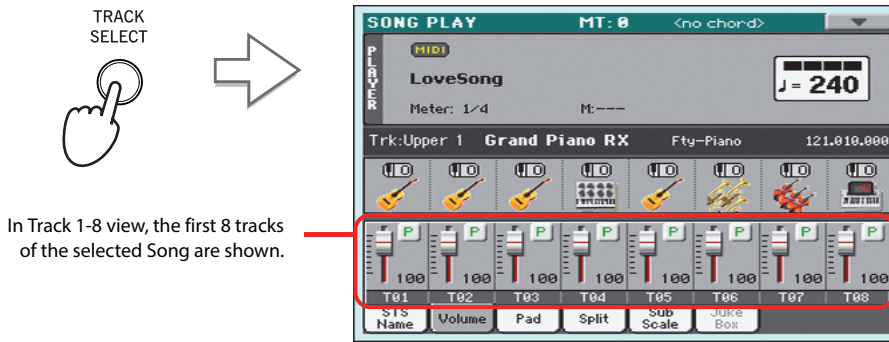 TRACK
SELECT
In Track 1-8 view, the first 8 tracks
of the selected Song are shown.
SONG PLAY MT: 0 <no chord>
PLAYER
MIDI
LoveSong
♩= 240
Meter: 1/4 M:---
Trk:Upper 1 Grand Piano RX Fty-Piano 121.010.000
P P P P P P P P
100 100 100 100 100 100 100 100
T01 T02 T03 T04 T05 T06 T07 T08
STS Name Volume Pad Split Sub Scale Juke Box